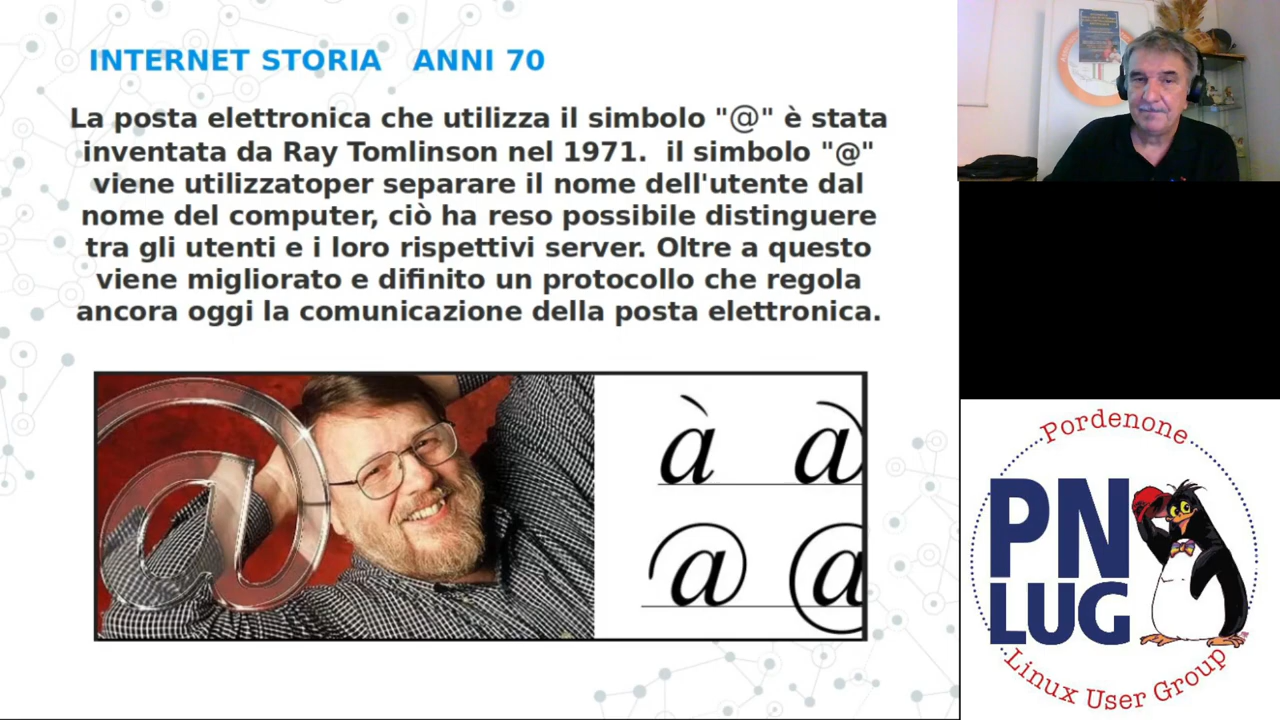 INTERNET STORIA ANNI 70
La posta elettronica che utilizza il simbolo "@" è stata
inventata da Ray Tomlinson nel 1971. il simbolo "@"
viene utilizzatoper separare il nome dell'utente dal
nome del computer, ciò ha reso possibile distinguere
tra gli utenti e i loro rispettivi server. Oltre a questo
viene migliorato e difinito un protocollo che regola
ancora oggi la comunicazione della posta elettronica.
@
à a
@ @
Pordenone
PN
LUG
Linux User Group